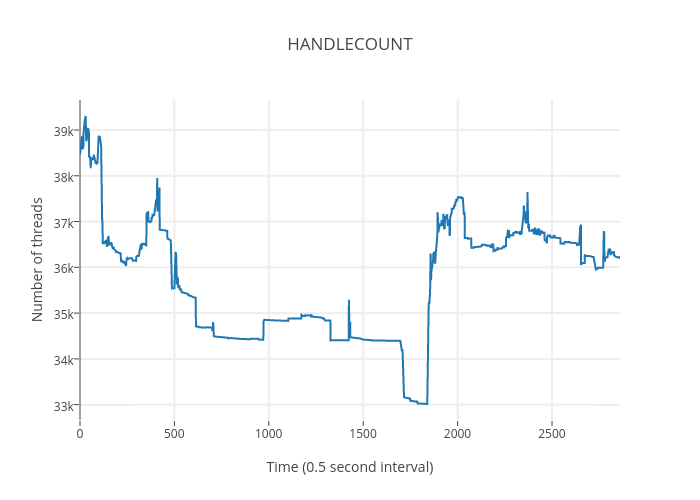 HANDLECOUNT
Number of threads
39k
38k
37k
36k
35k
34k
33k
0
500
1000
1500
2000
2500
Time (0.5 second interval)